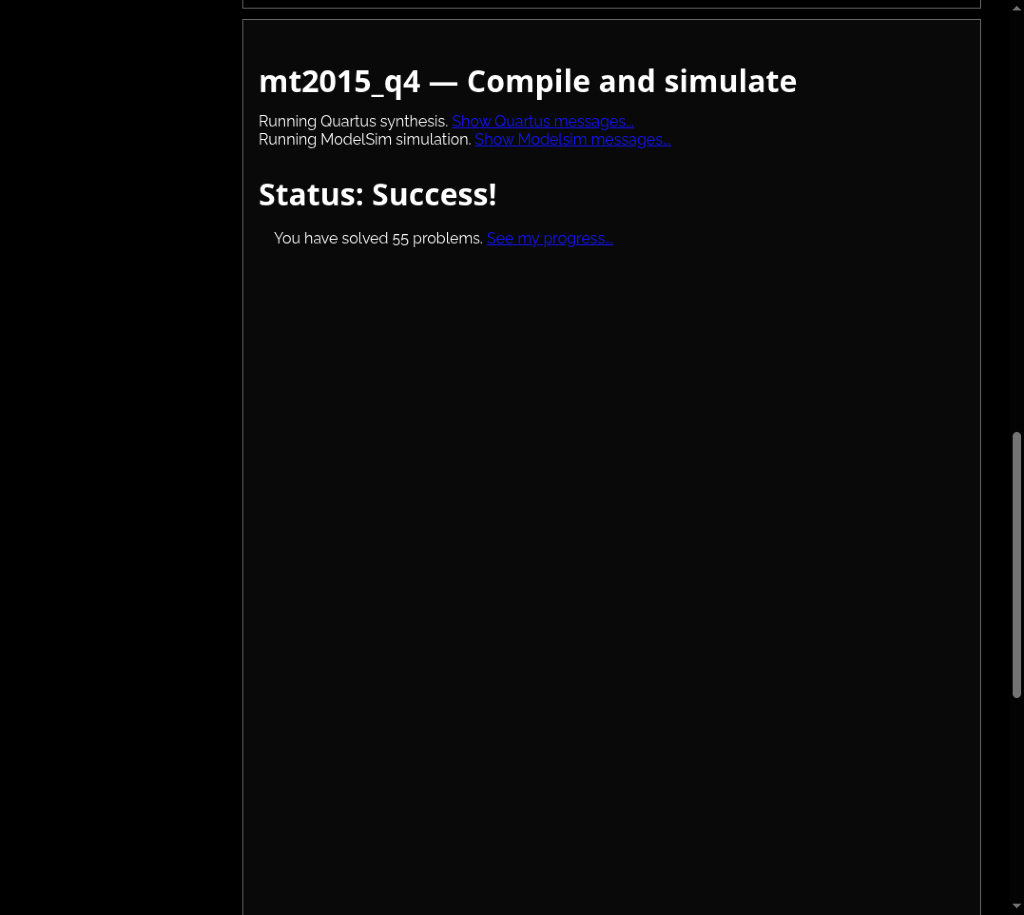 mt2015_q4 — Compile and simulate
Running Quartus synthesis. Show Quartus messages...
Running ModelSim simulation. Show Modelsim messages...
Status: Success!
You have solved 55 problems. See my progress...